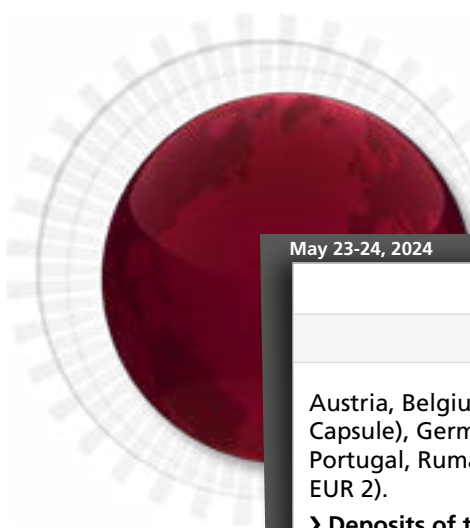 May 23-24, 2024
Austria, Belgiu
Capsule), Germ
Portugal, Ruma
EUR 2).
❯ Deposits of t